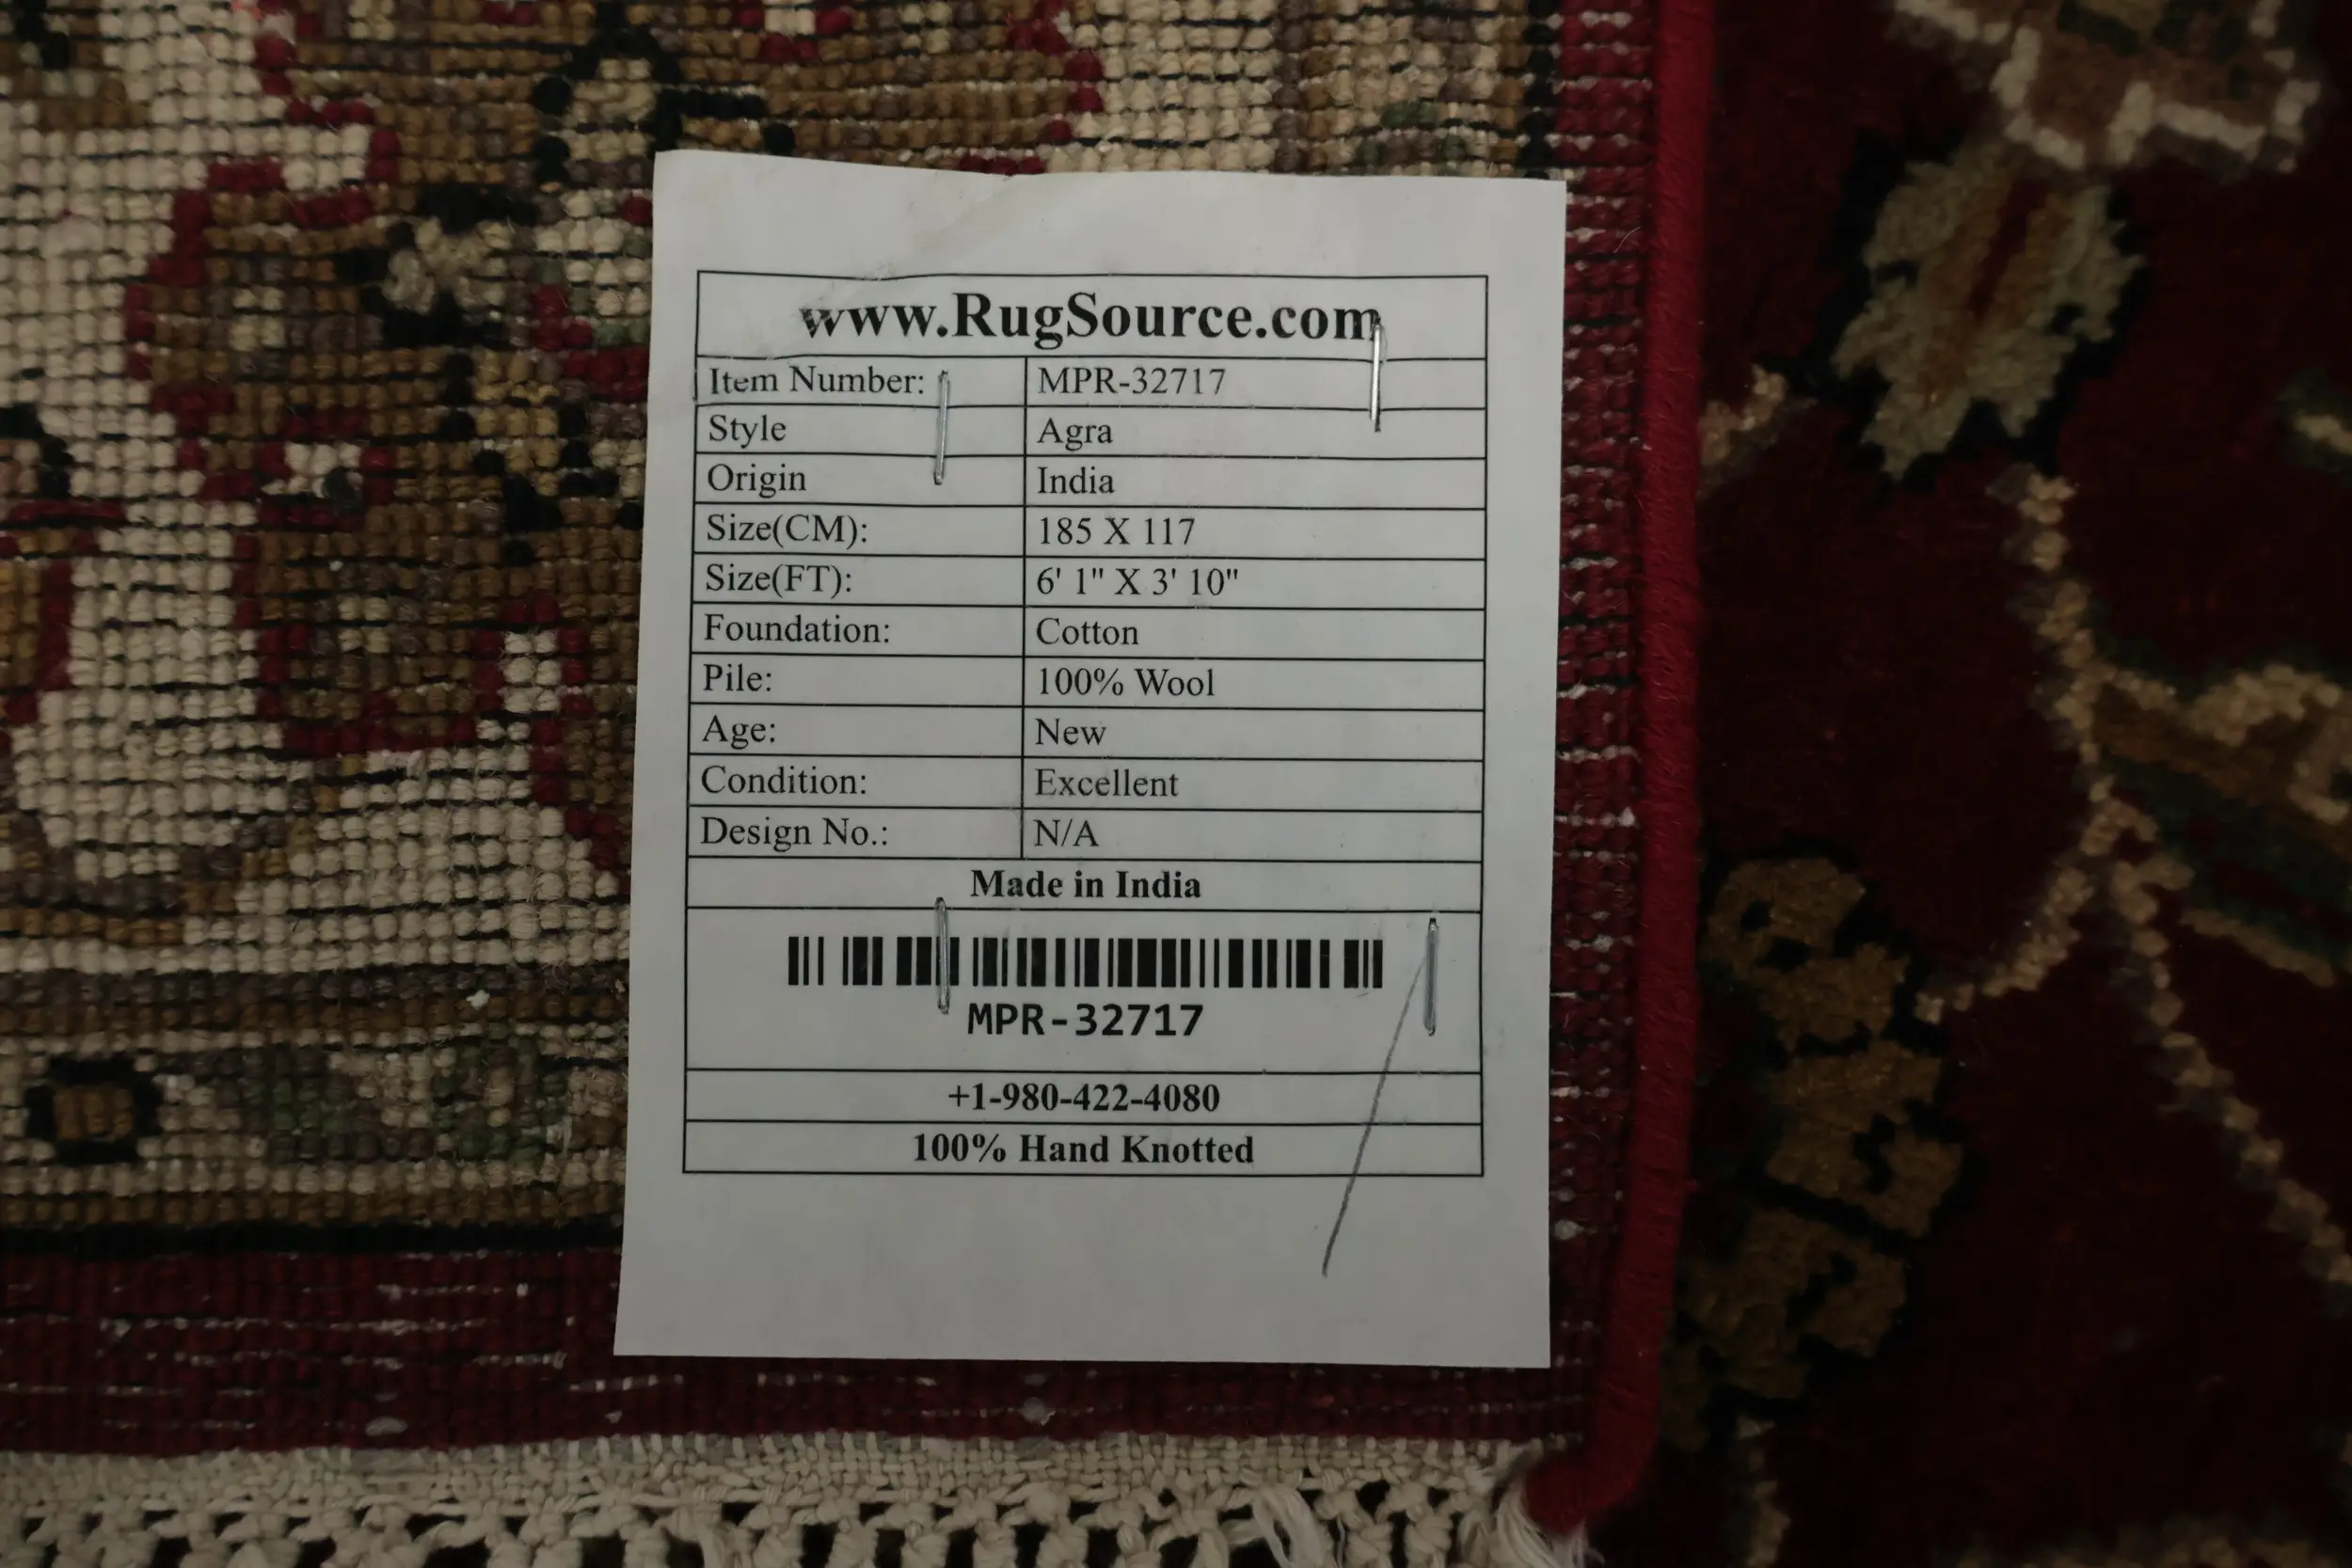 www.RugSource.com
Item Number: MPR-32717
Style Agra
Origin India
Size(CM): 185 X 117
Size(FT): 6' 1" X 3' 10"
Foundation: Cotton
Pile: 100% Wool
Age: New
Condition: Excellent
Design No.: N/A
Made in India
MPR-32717
+1-980-422-4080
100% Hand Knotted